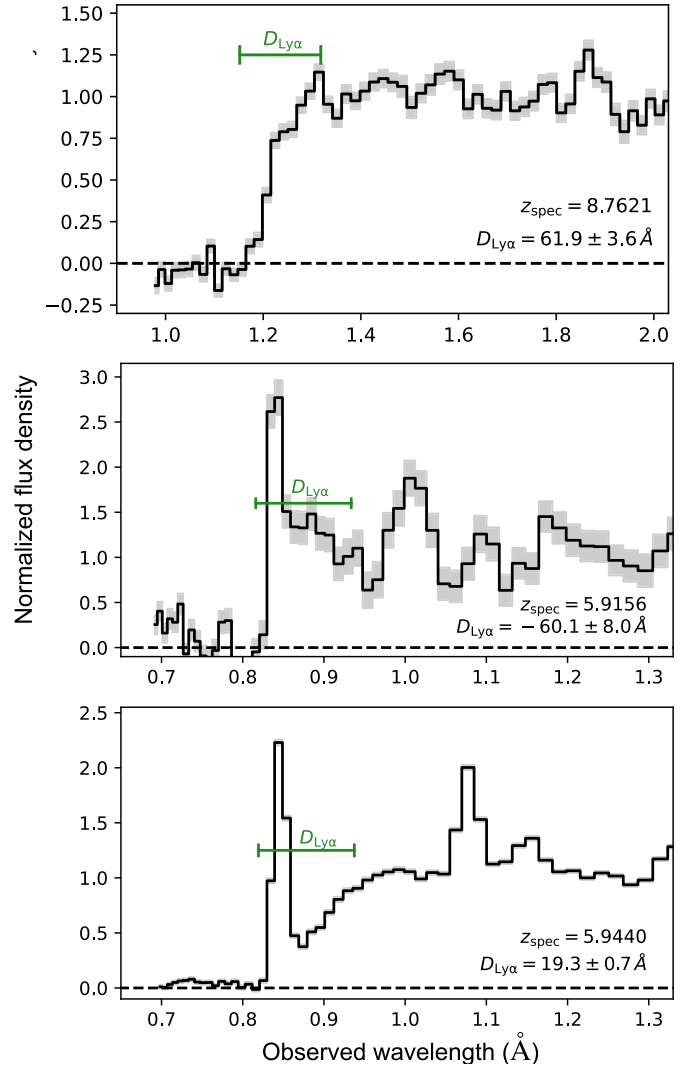 1.50
1.25
1.00
0.75
0.50
0.25
0.00
−0.25
D_Lyα
z_spec = 8.7621
D_Lyα = 61.9 ± 3.6 Å
1.0 1.2 1.4 1.6 1.8 2.0
Normalized flux density
3.0
2.5
2.0
1.5
1.0
0.5
0.0
D_Lyα
z_spec = 5.9156
D_Lyα = −60.1 ± 8.0 Å
0.7 0.8 0.9 1.0 1.1 1.2 1.3
2.5
2.0
1.5
1.0
0.5
0.0
D_Lyα
z_spec = 5.9440
D_Lyα = 19.3 ± 0.7 Å
0.7 0.8 0.9 1.0 1.1 1.2 1.3
Observed wavelength (Å)